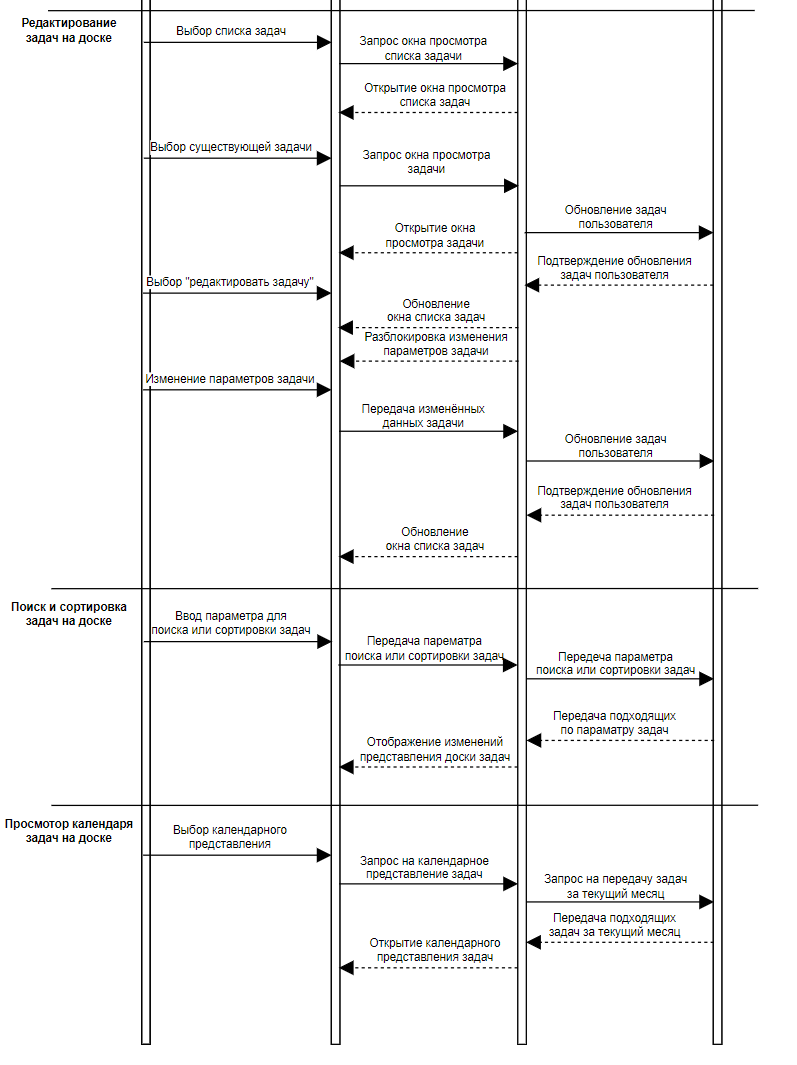 Редактирование
задач на доске
Выбор списка задач
Запрос окна просмотра
списка задачи
Открытие окна просмотра
списка задач
Выбор существующей задачи
Запрос окна просмотра
задачи
Обновление задач
пользователя
Открытие окна
просмотра задачи
Подтверждение обновления
задач пользователя
Выбор "редактировать задачу"
Обновление
окна списка задач
Разблокировка изменения
параметров задачи
Изменение параметров задачи
Передача изменённых
данных задачи
Обновление задач
пользователя
Подтверждение обновления
задач пользователя
Обновление
окна списка задач
Поиск и сортировка
задач на доске
Ввод параметра для
поиска или сортировки задач
Передача парематра
поиска или сортировки задач
Передеча параметра
поиска или сортировки задач
Передача подходящих
по параматру задач
Отображение изменений
представления доски задач
Просмотор календаря
задач на доске
Выбор календарного
представления
Запрос на календарное
представление задач
Запрос на передачу задач
за текущий месяц
Передача подходящих
задач за текущий месяц
Открытие календарного
представления задач